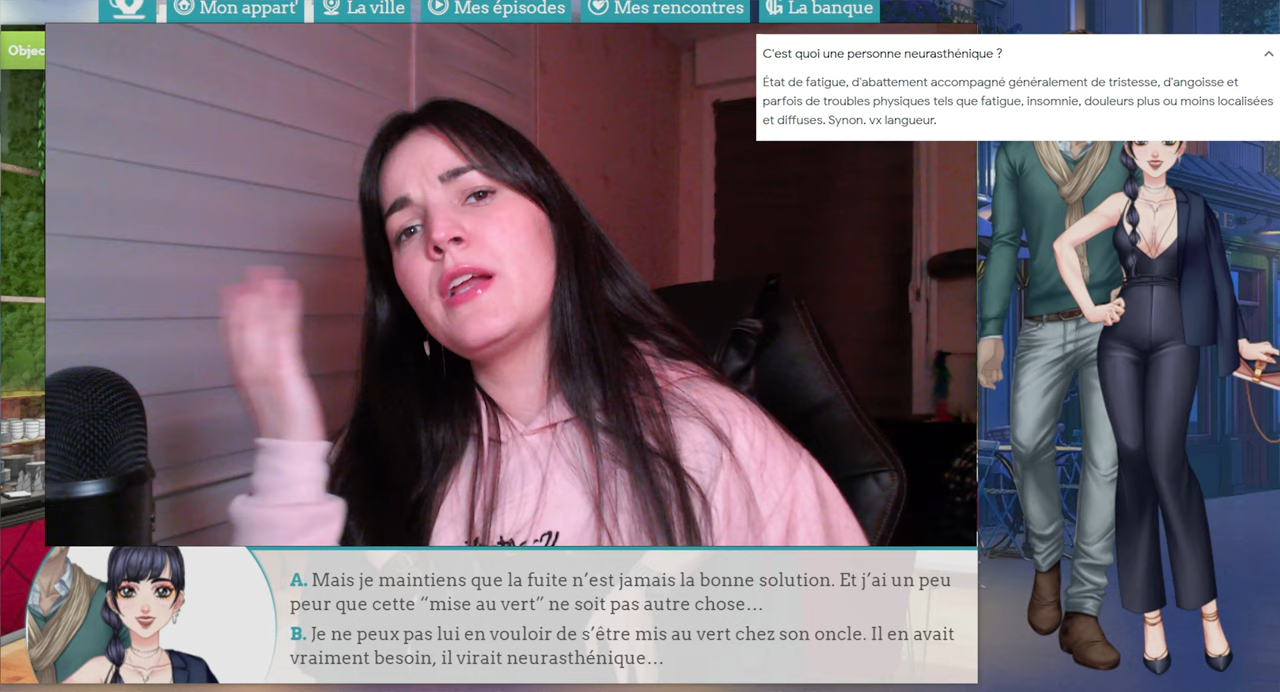 Mon appart'
La ville
Mes épisodes
Mes rencontres
La banque
Objec
C'est quoi une personne neurasthénique ?
État de fatigue, d'abattement accompagné généralement de tristesse, d'angoisse et
parfois de troubles physiques tels que fatigue, insomnie, douleurs plus ou moins localisées
et diffuses. Synon. vx langueur.
A. Mais je maintiens que la fuite n’est jamais la bonne solution. Et j’ai un peu
peur que cette “mise au vert” ne soit pas autre chose…
B. Je ne peux pas lui en vouloir de s’être mis au vert chez son oncle. Il en avait
vraiment besoin, il virait neurasthénique…